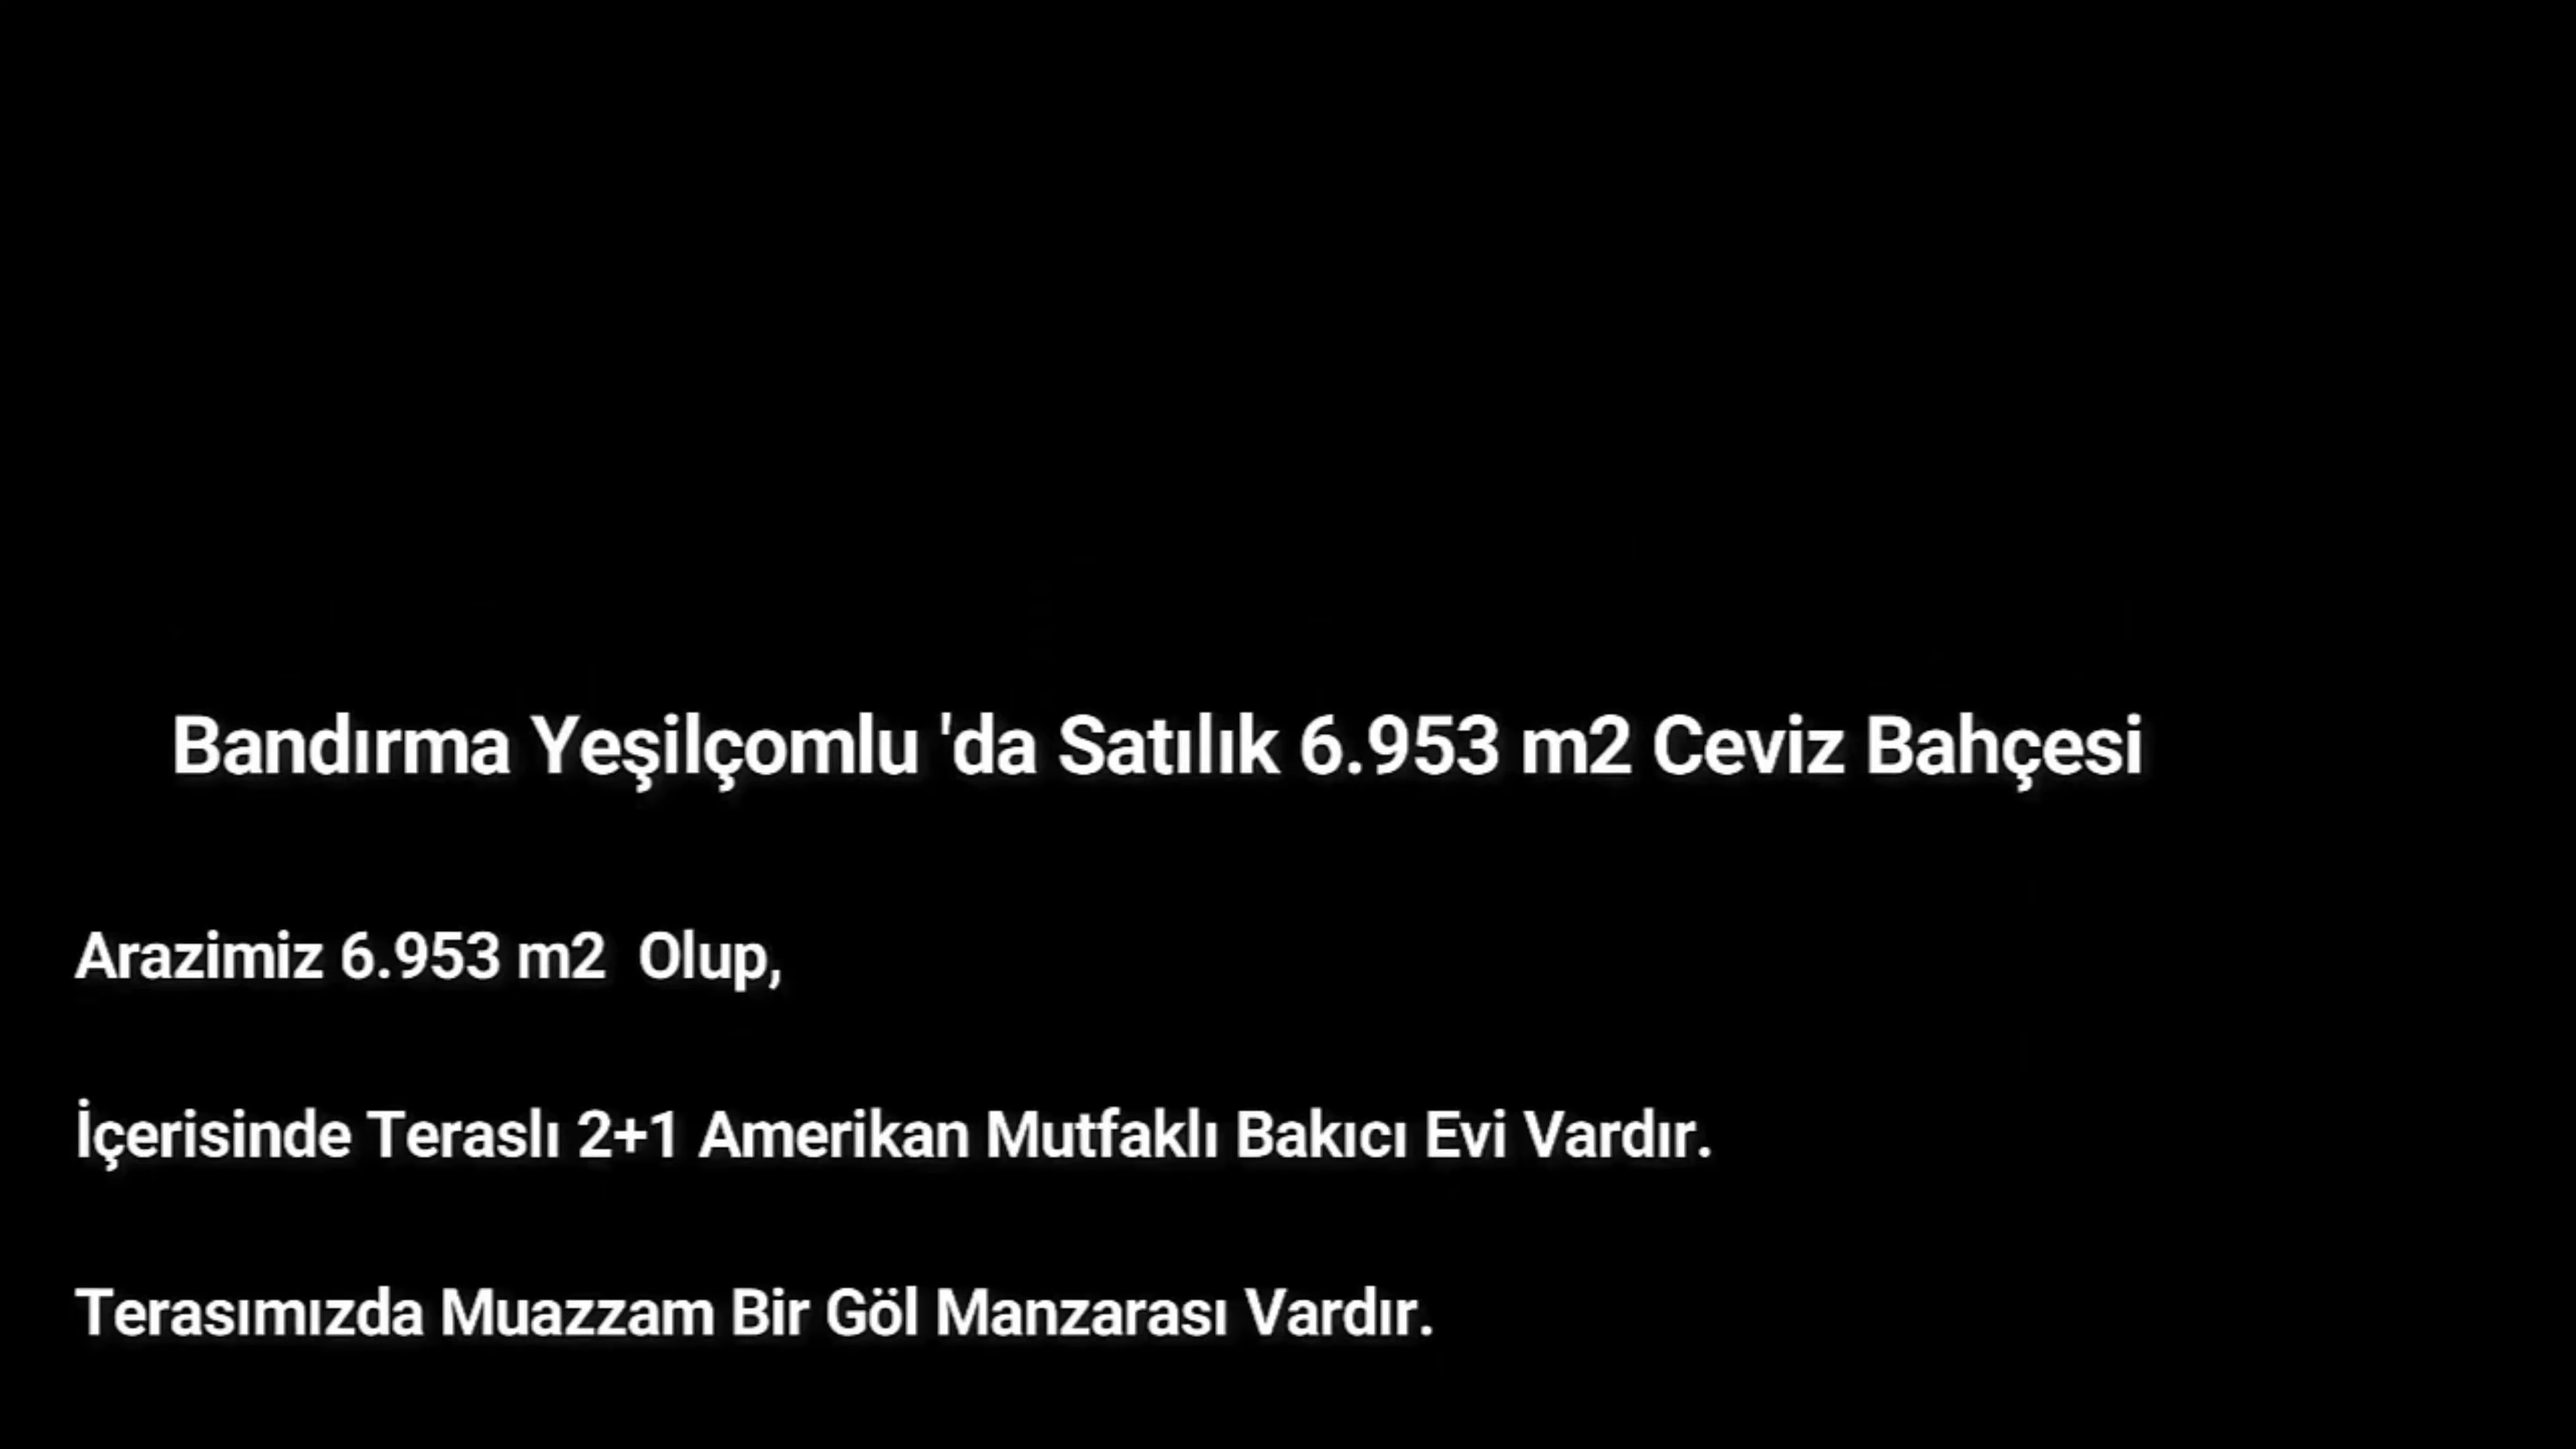 Bandırma Yeşilçomlu 'da Satılık 6.953 m2 Ceviz Bahçesi
Arazimiz 6.953 m2  Olup,
İçerisinde Teraslı 2+1 Amerikan Mutfaklı Bakıcı Evi Vardır.
Terasımızda Muazzam Bir Göl Manzarası Vardır.